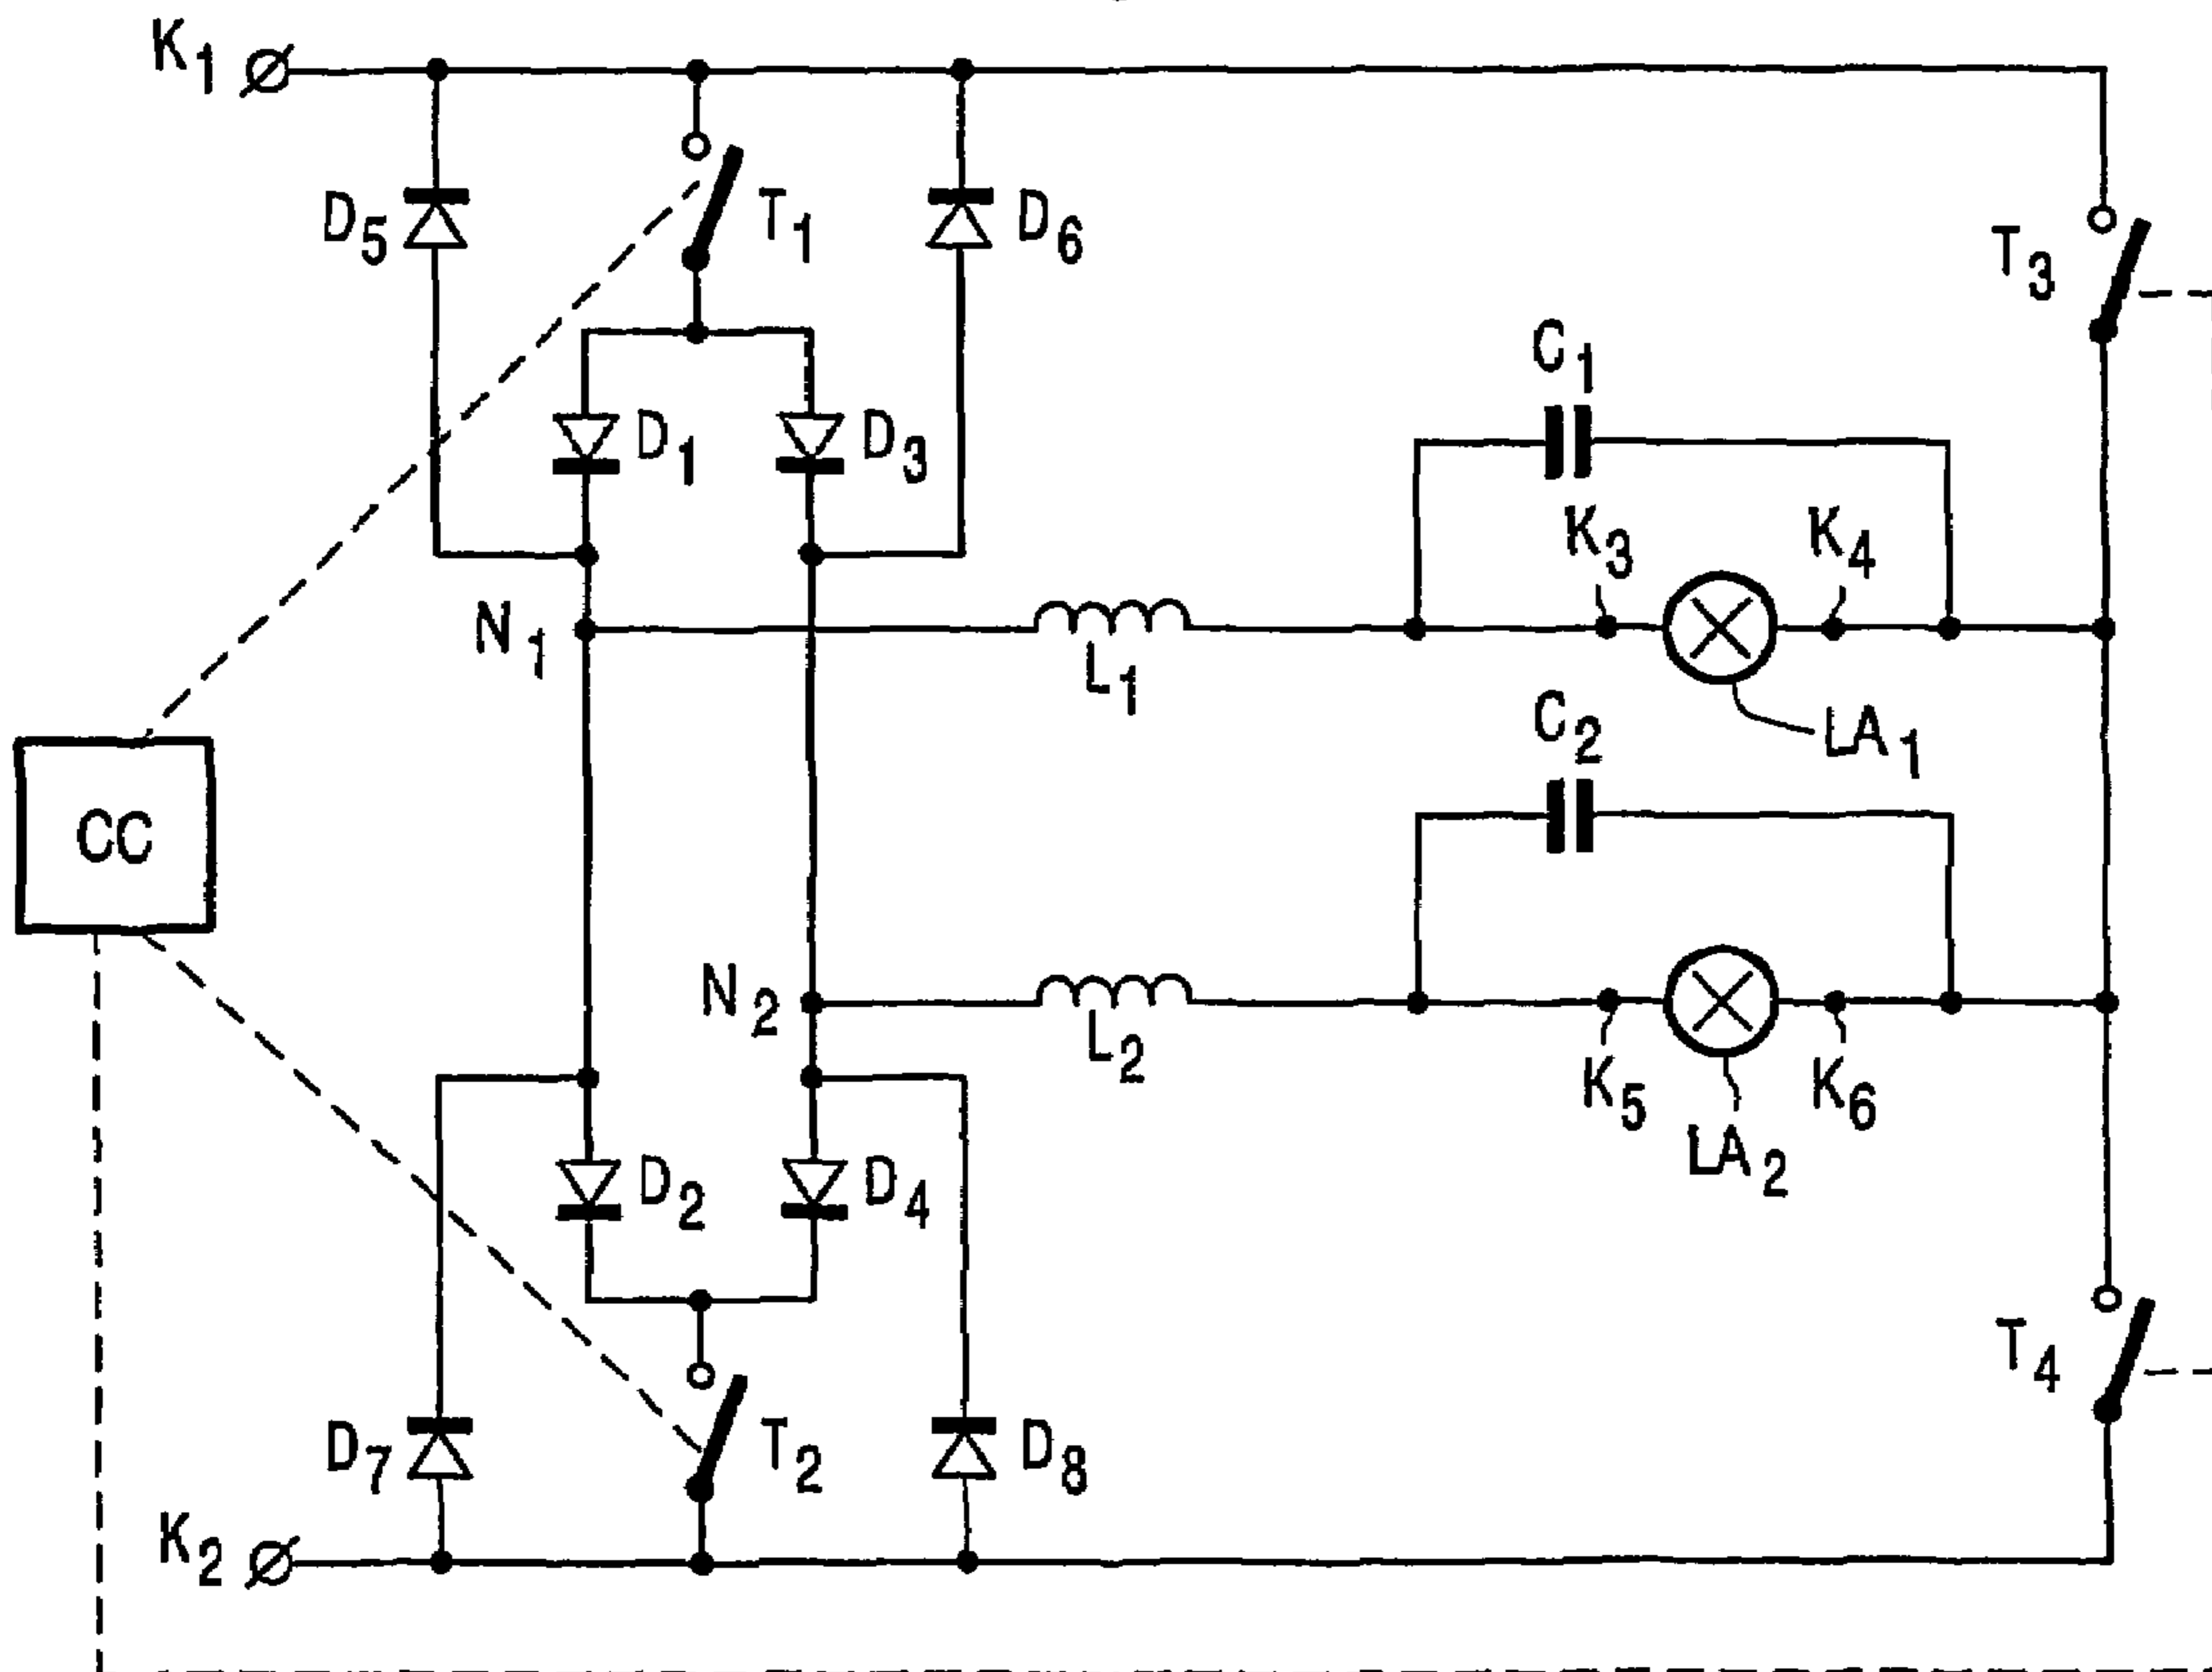 K1
D5
T1
D6
T3
C1
D1
D3
K3
K4
N1
L1
LA1
C2
CC
N2
L2
K5
K6
LA2
D2
D4
T4
D7
T2
D8
K2